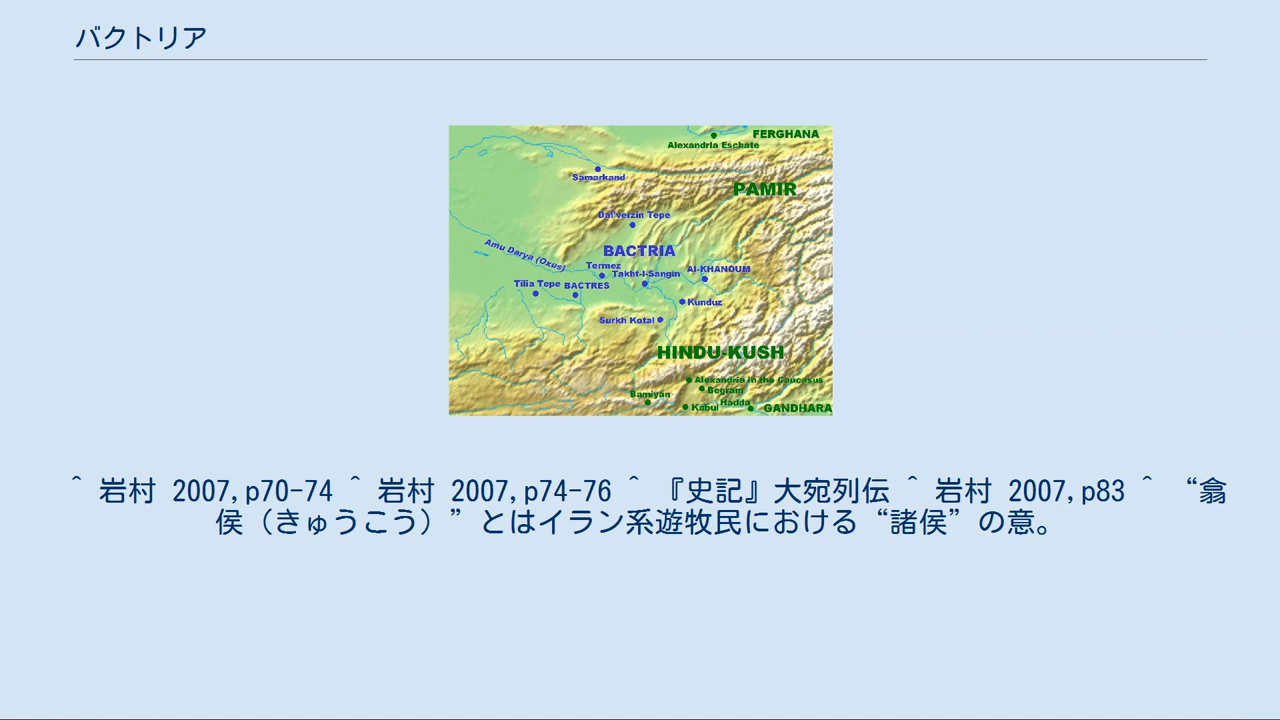 バクトリア
FERGHANA
Alexandria Eschate
Samarkand
PAMIR
Dal'verzin Tepe
BACTRIA
Amu Darya (Oxus)
Termez
Takht-I-Sangin
AI-KHANOUM
Tilia Tepe
BACTRES
Kunduz
Surkh Kotal
HINDU-KUSH
Alexandria in the Caucasus
Begram
Bamiyan
Kabul
Hadda
GANDHARA
^ 岩村 2007,p70-74 ^ 岩村 2007,p74-76 ^ 『史記』大宛列伝 ^ 岩村 2007,p83 ^ “翕
侯（きゅうこう）”とはイラン系遊牧民における“諸侯”の意。